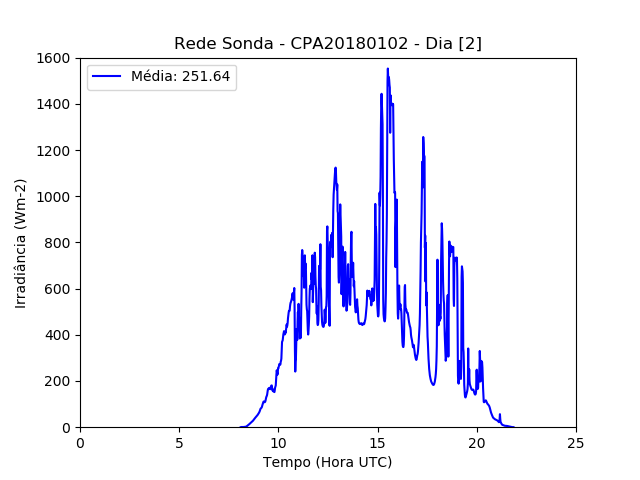 Rede Sonda - CPA20180102 - Dia [2]
Média: 251.64
Irradiância (Wm-2)
1600
1400
1200
1000
800
600
400
200
0
0 5 10 15 20 25
Tempo (Hora UTC)